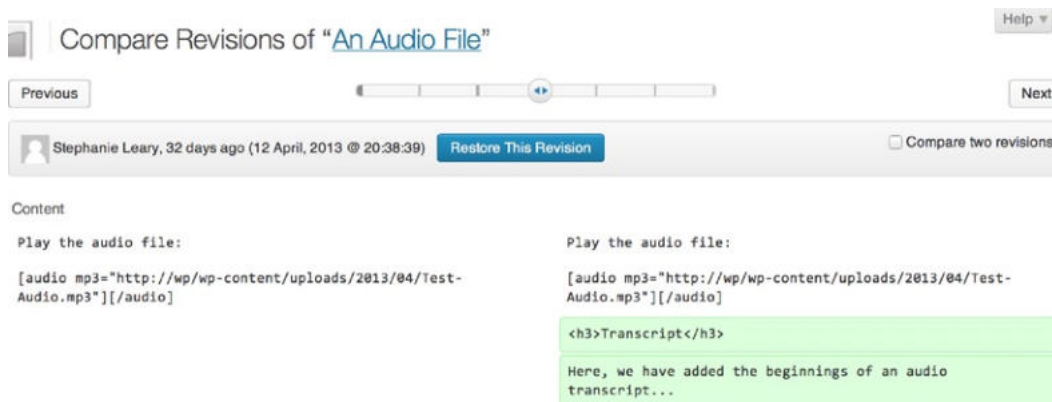 Help
Compare Revisions of “An Audio File”
Previous
Next
Stephanie Leary, 32 days ago (12 April, 2013 @ 20:38:39)
Restore This Revision
Compare two revisions
Content
Play the audio file:
[audio mp3="http://wp/wp-content/uploads/2013/04/Test-
Audio.mp3"][/audio]
Play the audio file:
[audio mp3="http://wp/wp-content/uploads/2013/04/Test-
Audio.mp3"][/audio]
<h3>Transcript</h3>
Here, we have added the beginnings of an audio
transcript...